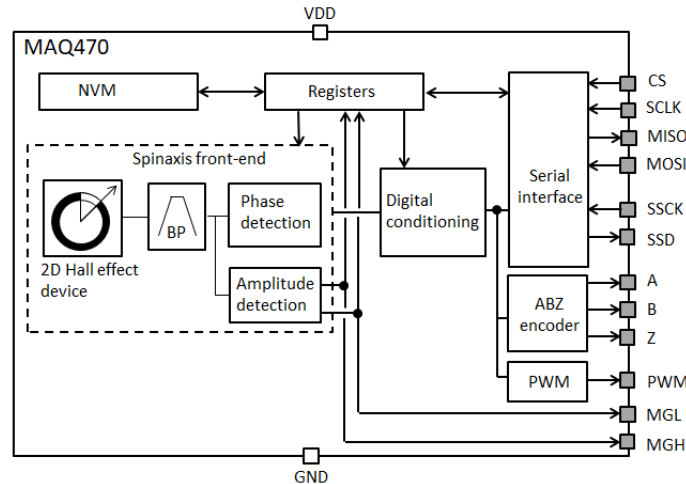 VDD
MAQ470
NVM
Registers
CS
SCLK
MISO
MOSI
SSCK
SSD
Serial
interface
Spinaxis front-end
2D Hall effect
device
BP
Phase
detection
Amplitude
detection
Digital
conditioning
ABZ
encoder
A
B
Z
PWM
PWM
MGL
MGH
GND